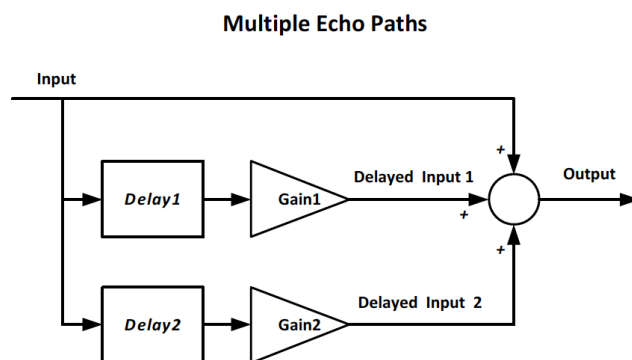 Multiple Echo Paths
Input
+
Delay1
Gain1
Delayed Input 1
+
Output
+
Delay2
Gain2
Delayed Input 2